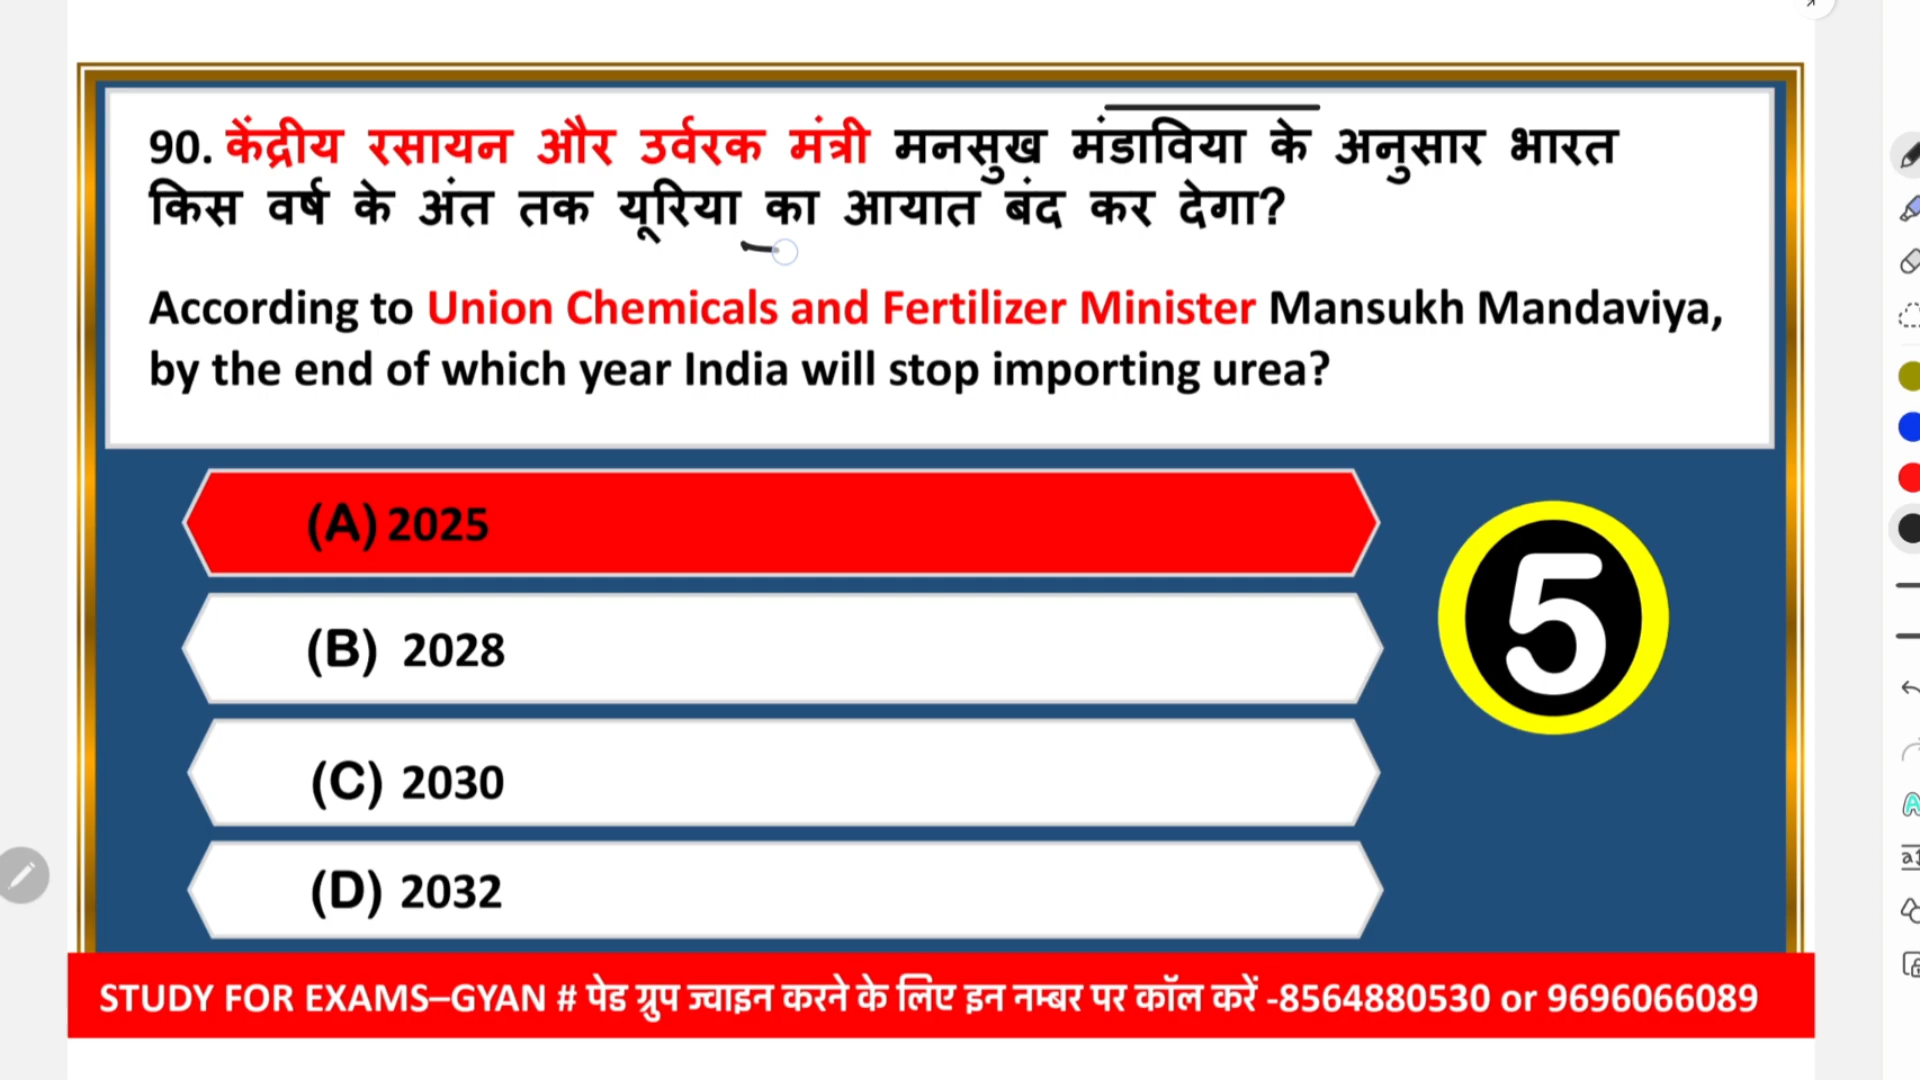 90. केंद्रीय रसायन और उर्वरक मंत्री मनसुख मंडाविया के अनुसार भारत
किस वर्ष के अंत तक यूरिया का आयात बंद कर देगा?
According to Union Chemicals and Fertilizer Minister Mansukh Mandaviya,
by the end of which year India will stop importing urea?
(A) 2025
(B) 2028
5
(C) 2030
(D) 2032
STUDY FOR EXAMS–GYAN # पेड ग्रुप ज्वाइन करने के लिए इन नम्बर पर कॉल करें -8564880530 or 9696066089